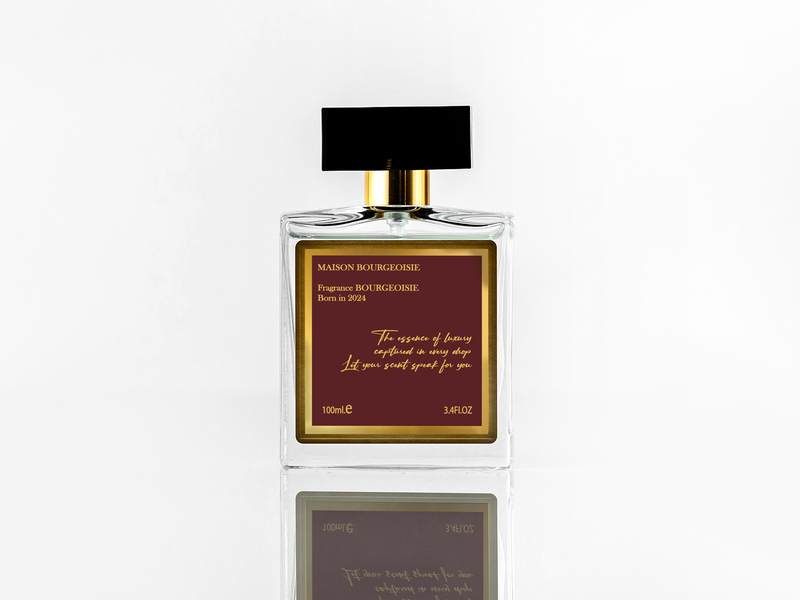 MAISON BOURGEOISIE
Fragrance BOURGEOISIE
Born in 2024
The essence of luxury
captured in every drop
Let your scent speak for you
100ml.e
3.4Fl.OZ